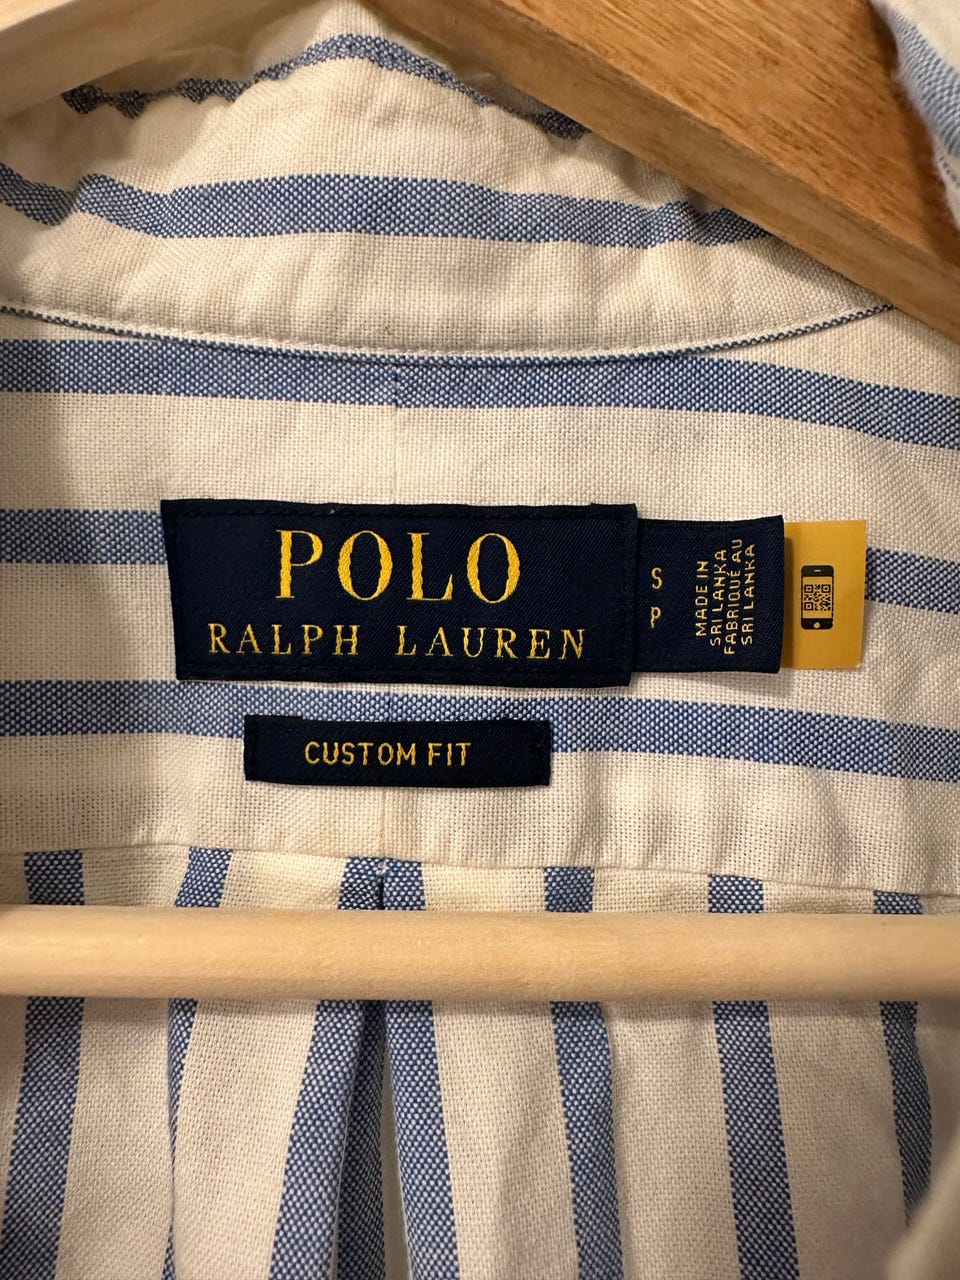 POLO
RALPH LAUREN
S
P
MADE IN
SRI LANKA
FABRIQUÉ AU
SRI LANKA
CUSTOM FIT